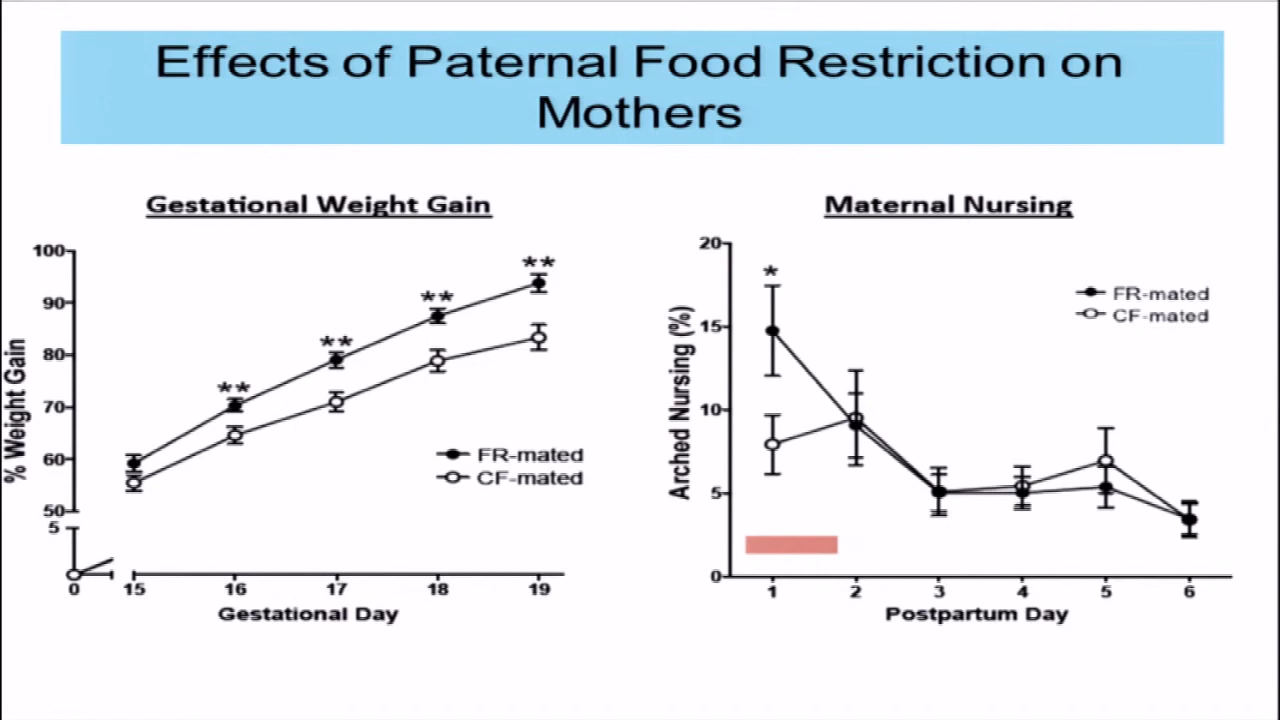 Effects of Paternal Food Restriction on
Mothers
Gestational Weight Gain
% Weight Gain
100
90
80
70
60
50
5
**
**
**
**
FR-mated
CF-mated
0 15 16 17 18 19
Gestational Day
Maternal Nursing
Arched Nursing (%)
20
15
10
5
0
*
FR-mated
CF-mated
1 2 3 4 5 6
Postpartum Day